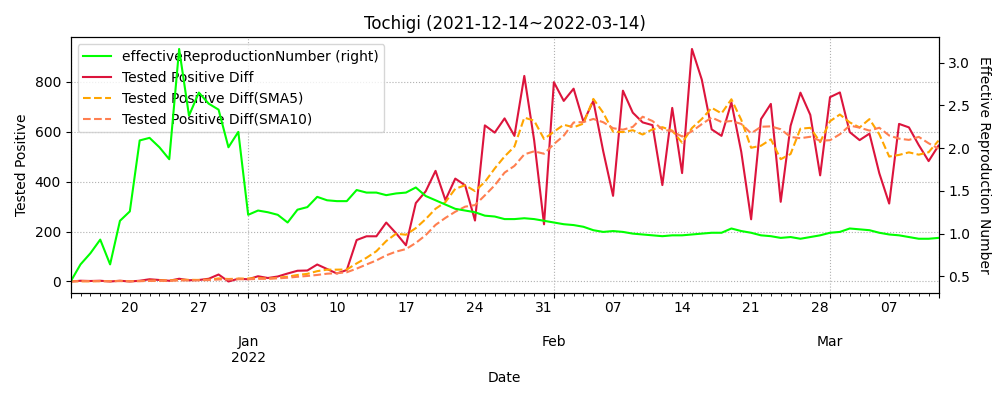 Tochigi (2021-12-14~2022-03-14)
effectiveReproductionNumber (right)
Tested Positive Diff
Tested Positive Diff(SMA5)
Tested Positive Diff(SMA10)
Tested Positive
800
600
400
200
0
3.0
2.5
2.0
1.5
1.0
0.5
Effective Reproduction Number
20 27 03 10 17 24 31 07 14 21 28 07
Jan Feb Mar
2022
Date